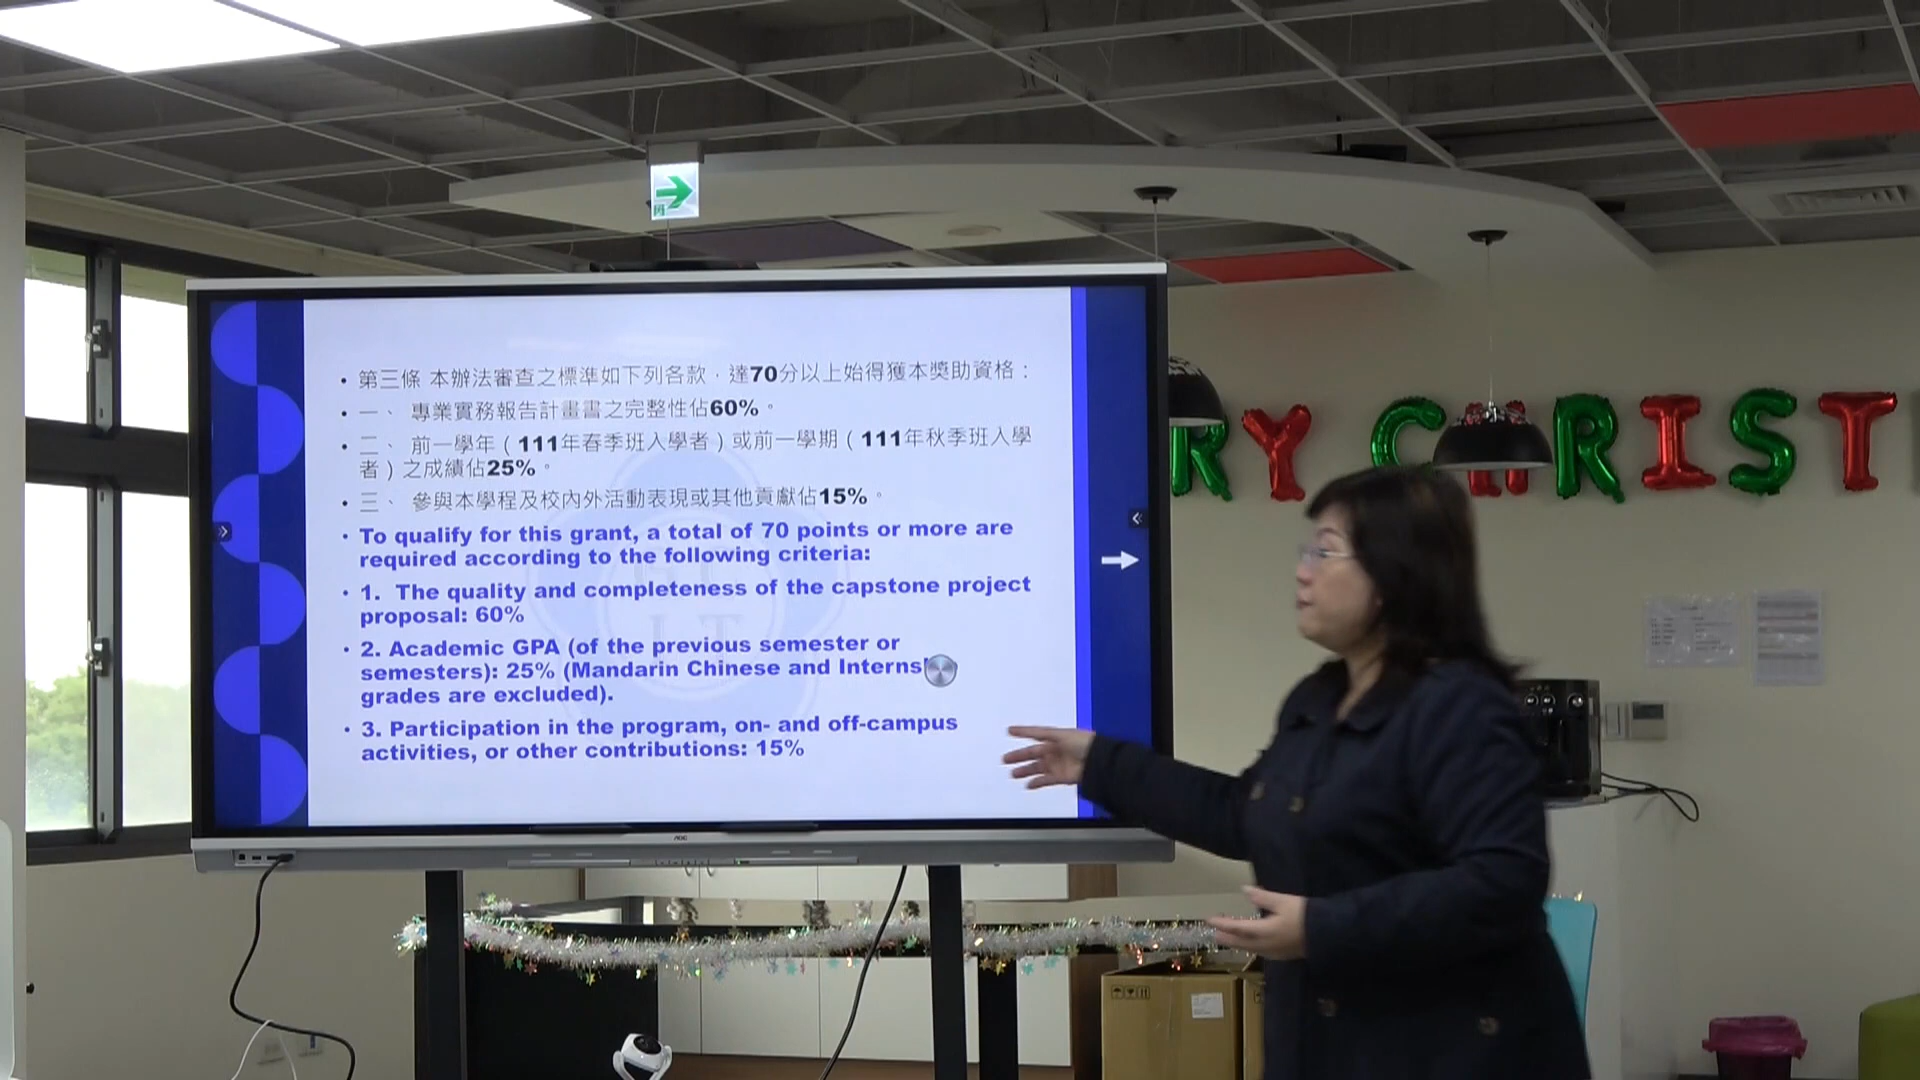 第三條 本辦法審查之標準如下列各款，達70分以上始得獲本獎助資格：
一、 專業實務報告計畫書之完整性佔60%。
二、 前一學年（111年春季班入學者）或前一學期（111年秋季班入學
者）之成績佔25%。
三、 參與本學程及校內外活動表現或其他貢獻佔15%。
To qualify for this grant, a total of 70 points or more are
required according to the following criteria:
1. The quality and completeness of the capstone project
proposal: 60%
2. Academic GPA (of the previous semester or
semesters): 25% (Mandarin Chinese and Interns
grades are excluded).
3. Participation in the program, on- and off-campus
activities, or other contributions: 15%
AOC
RY CHRIST